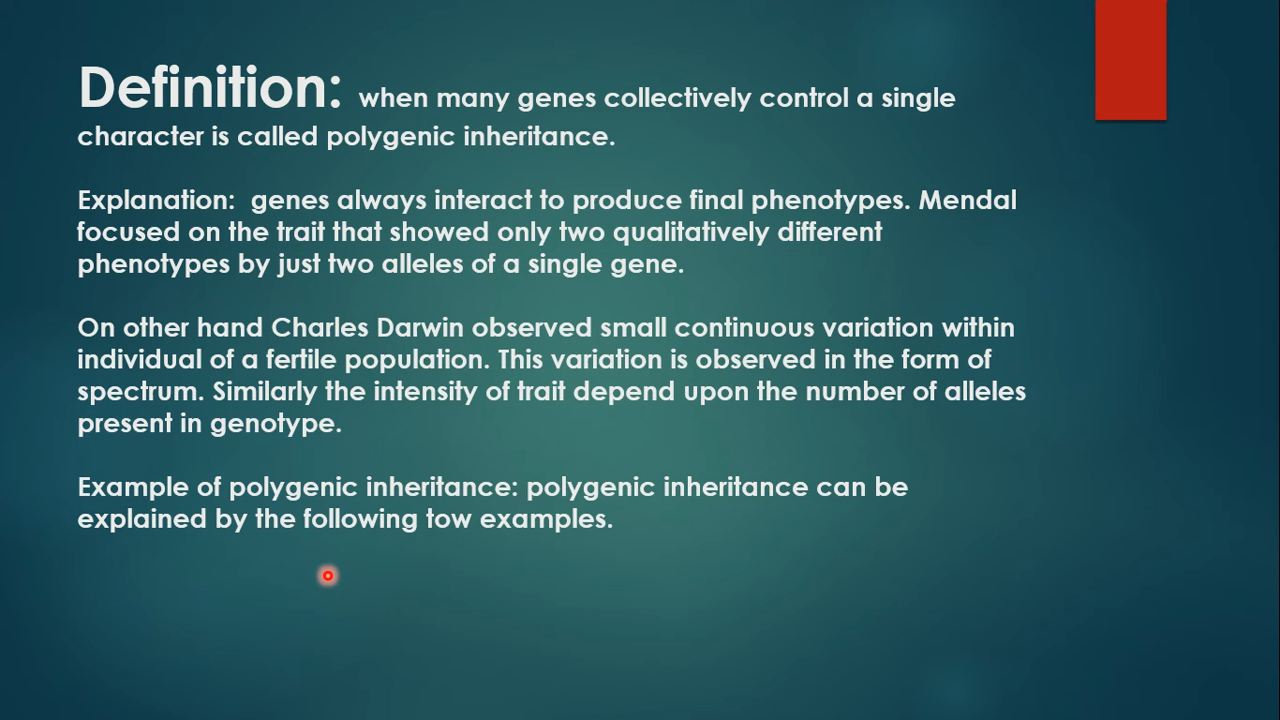 Definition: when many genes collectively control a single
character is called polygenic inheritance.
Explanation: genes always interact to produce final phenotypes. Mendal
focused on the trait that showed only two qualitatively different
phenotypes by just two alleles of a single gene.
On other hand Charles Darwin observed small continuous variation within
individual of a fertile population. This variation is observed in the form of
spectrum. Similarly the intensity of trait depend upon the number of alleles
present in genotype.
Example of polygenic inheritance: polygenic inheritance can be
explained by the following tow examples.